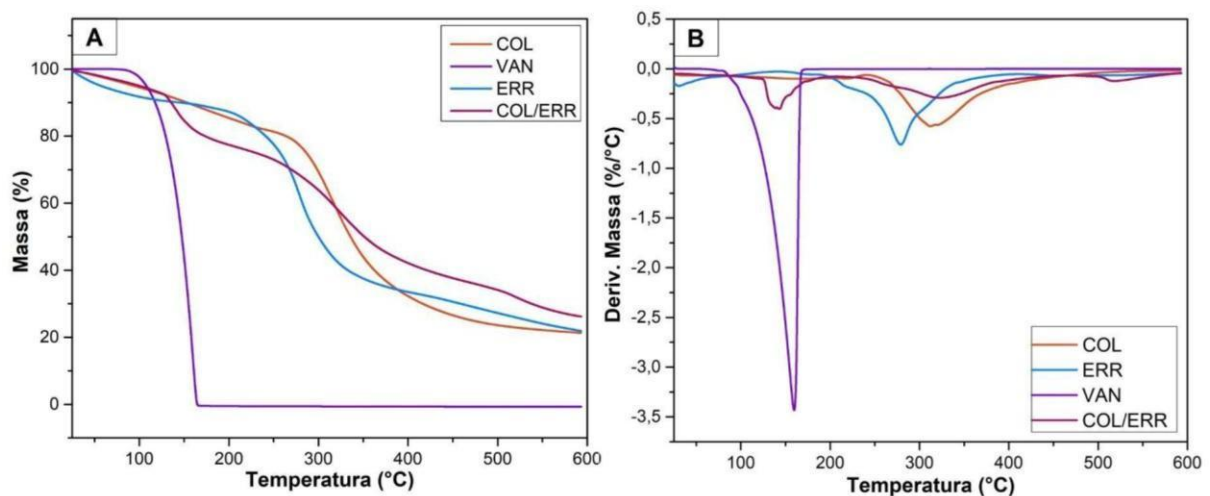 A
COL
VAN
ERR
COL/ERR
Massa (%)
100
80
60
40
20
0
100
200
300
400
500
600
Temperatura (°C)
B
0,5
0,0
-0,5
-1,0
-1,5
-2,0
-2,5
-3,0
-3,5
Deriv. Massa (%/°C)
COL
ERR
VAN
COL/ERR
100
200
300
400
500
600
Temperatura (°C)